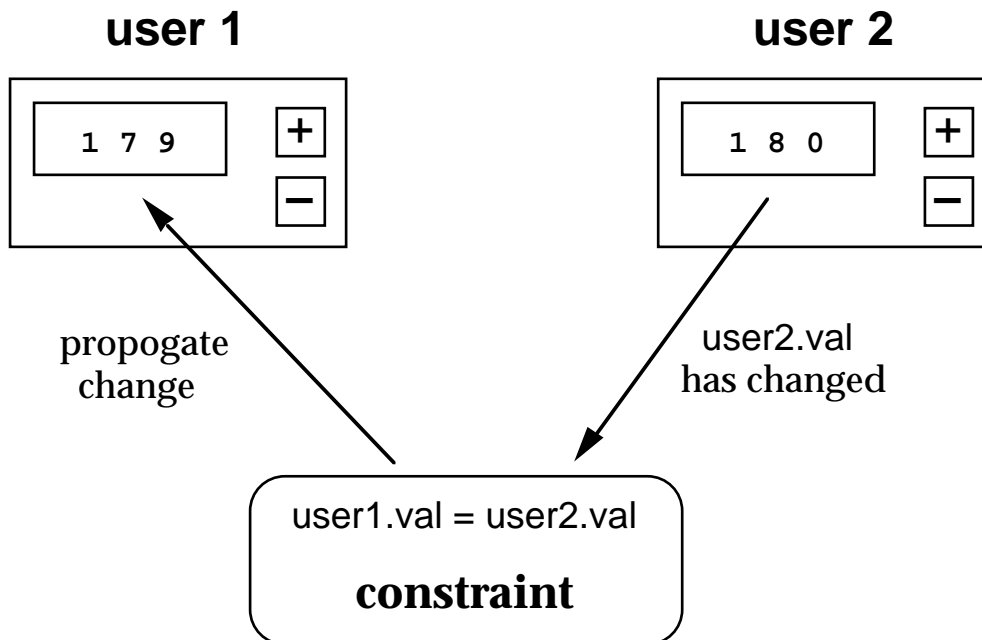 user 1
user 2
1 7 9
+
−
1 8 0
+
−
propogate
change
user2.val
has changed
user1.val = user2.val
constraint